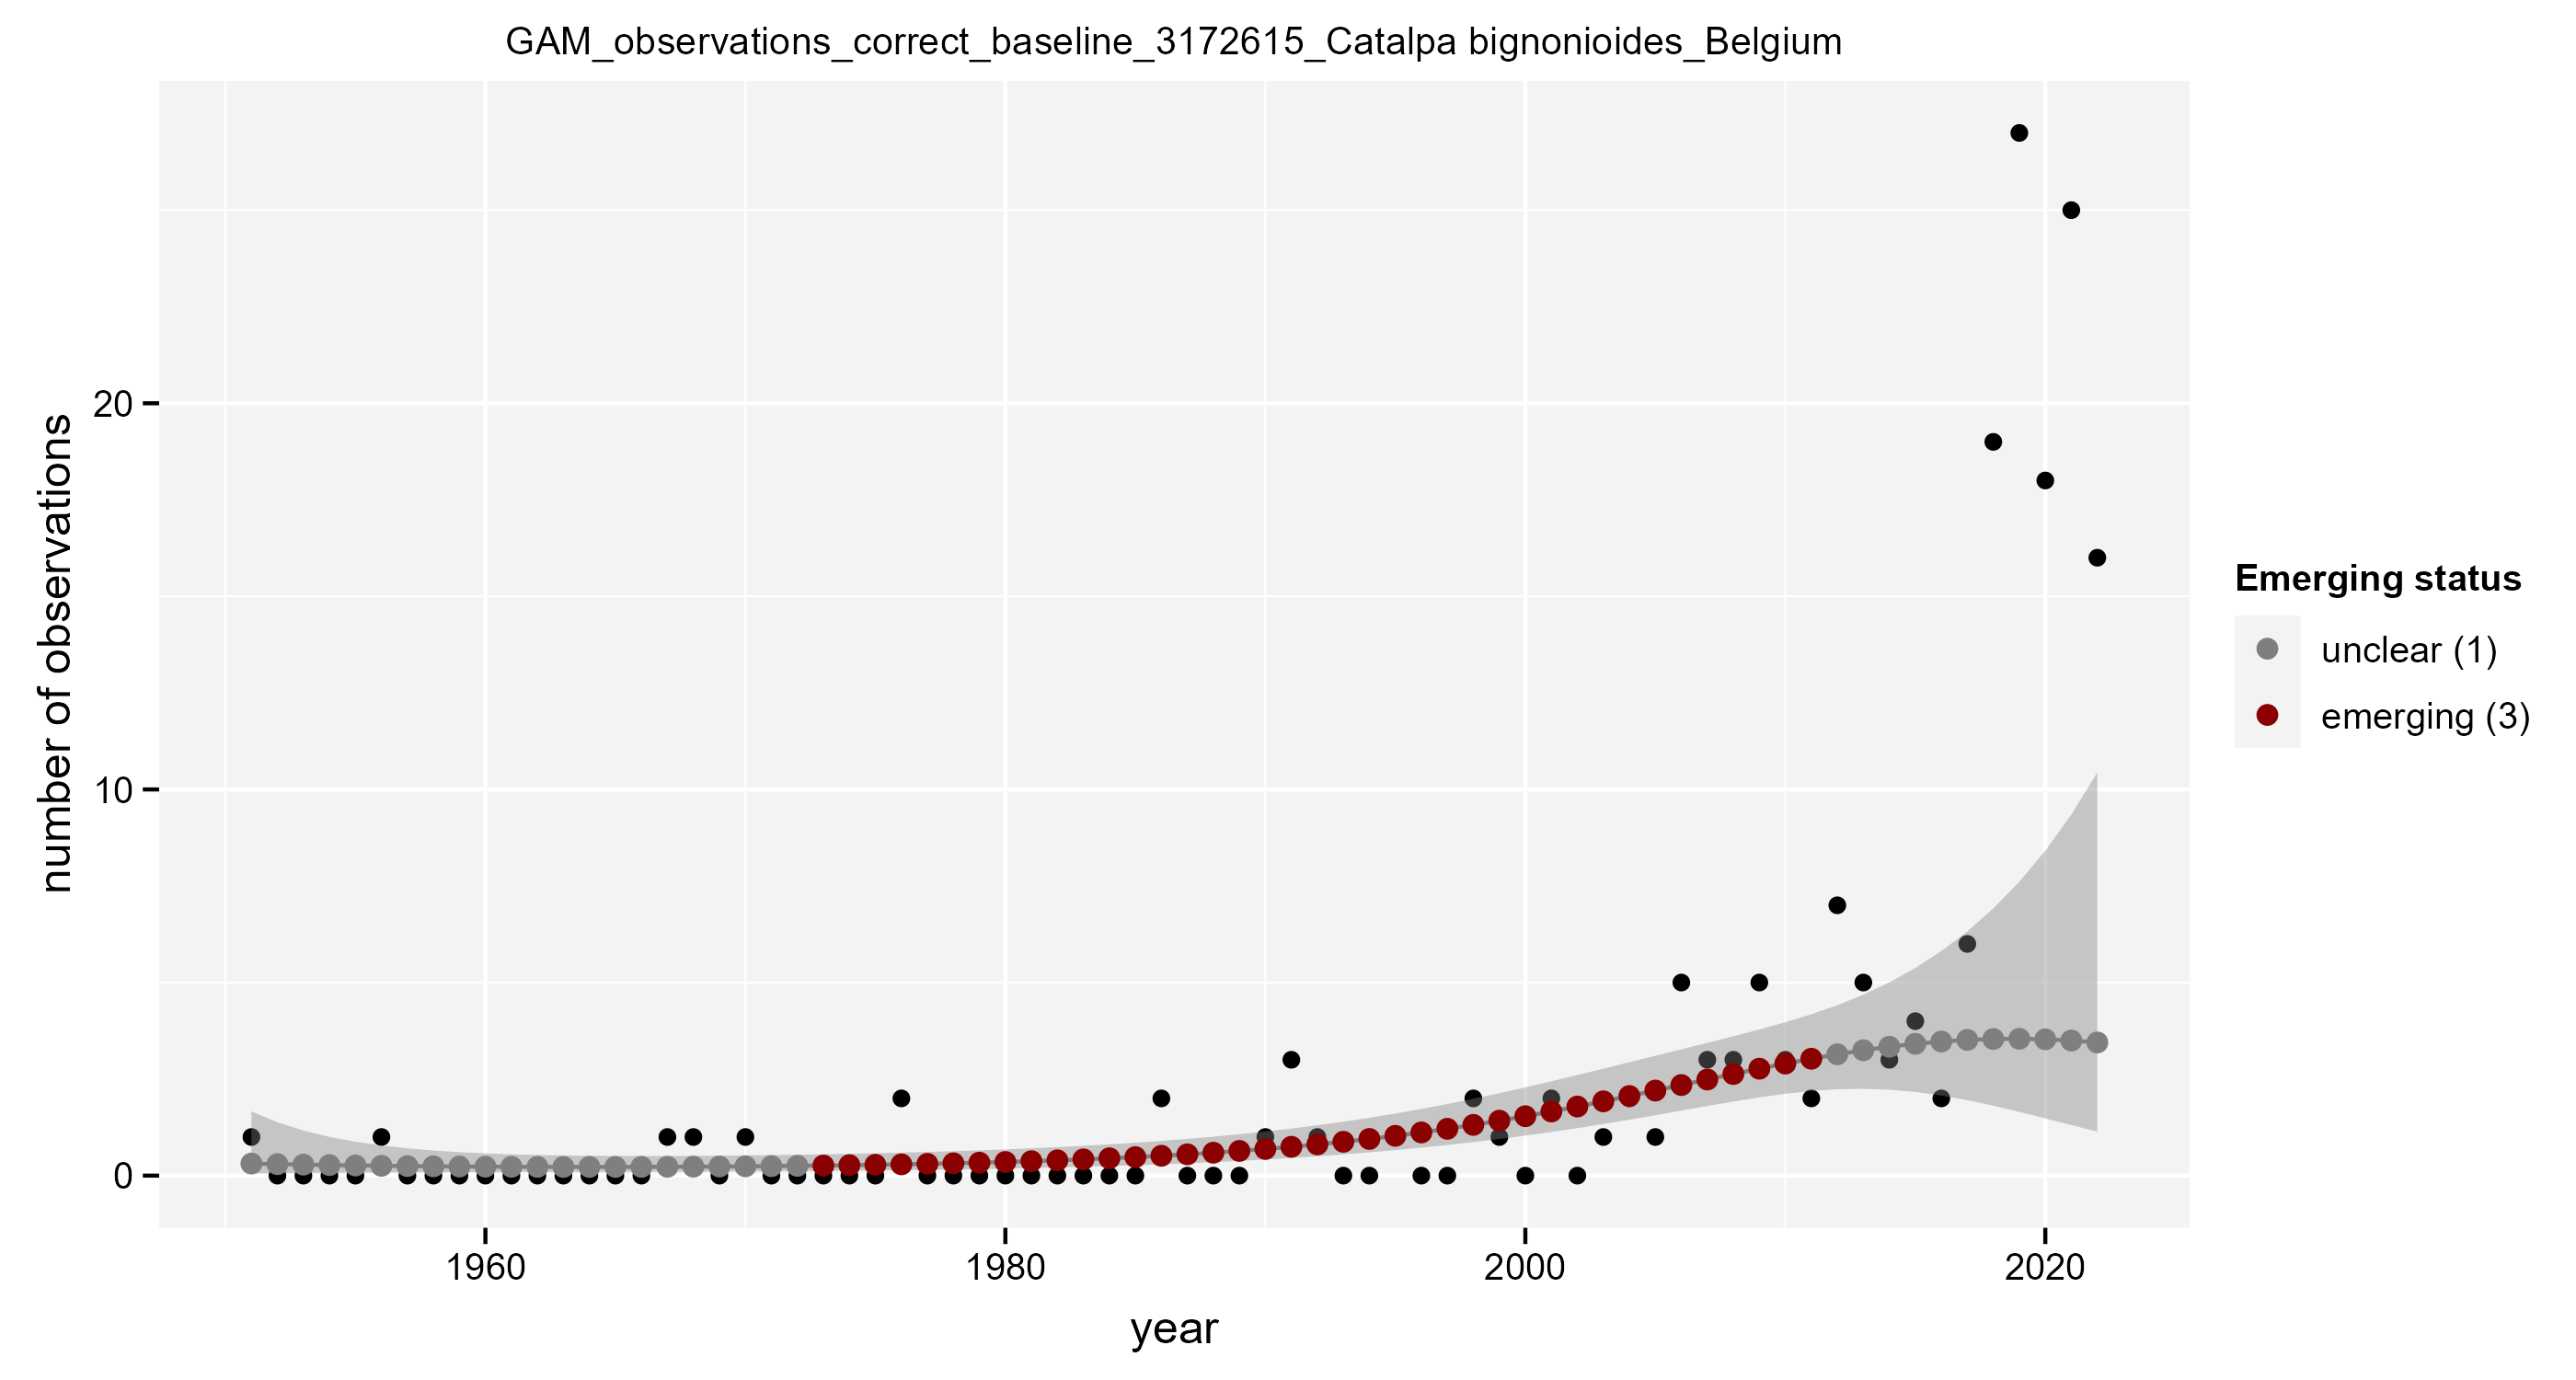 GAM_observations_correct_baseline_3172615_Catalpa bignonioides_Belgium
number of observations
20
10
0
1960
1980
2000
2020
year
Emerging status
unclear (1)
emerging (3)